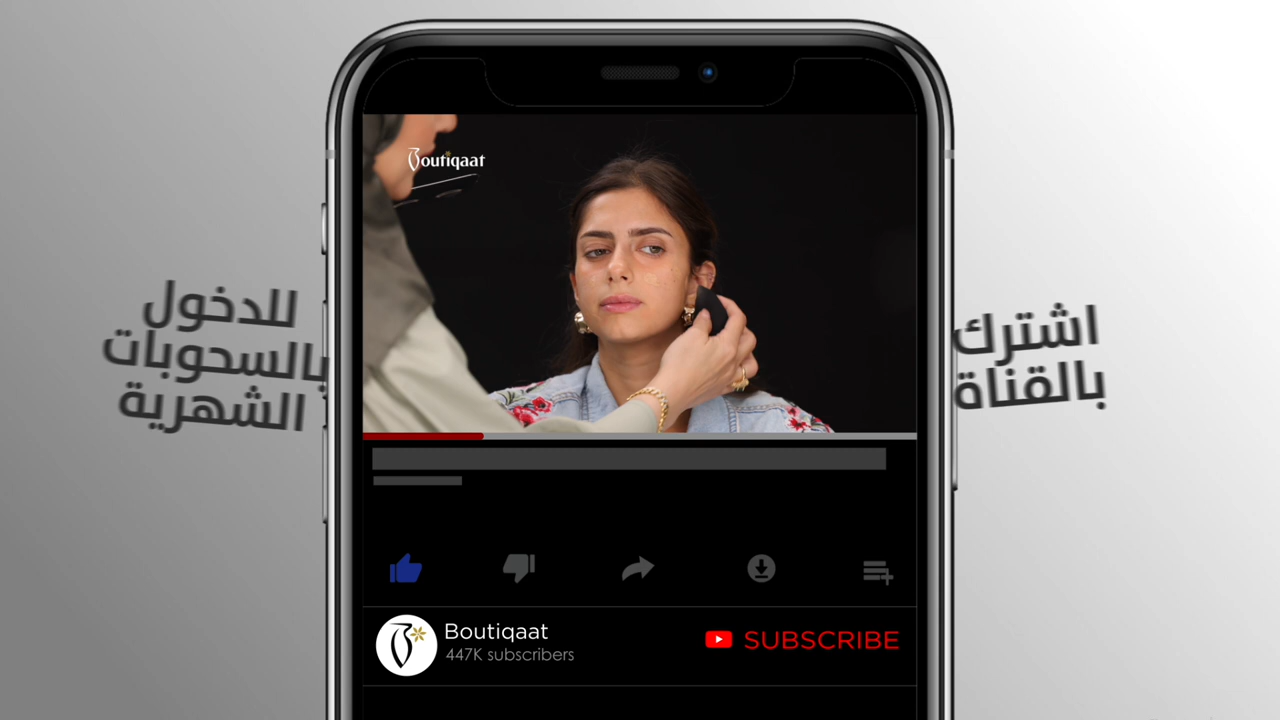 Boutiqaat
اشترك
بالقناة
للدخول
بالسحوبات
الشهرية
Boutiqaat
447K subscribers
SUBSCRIBE